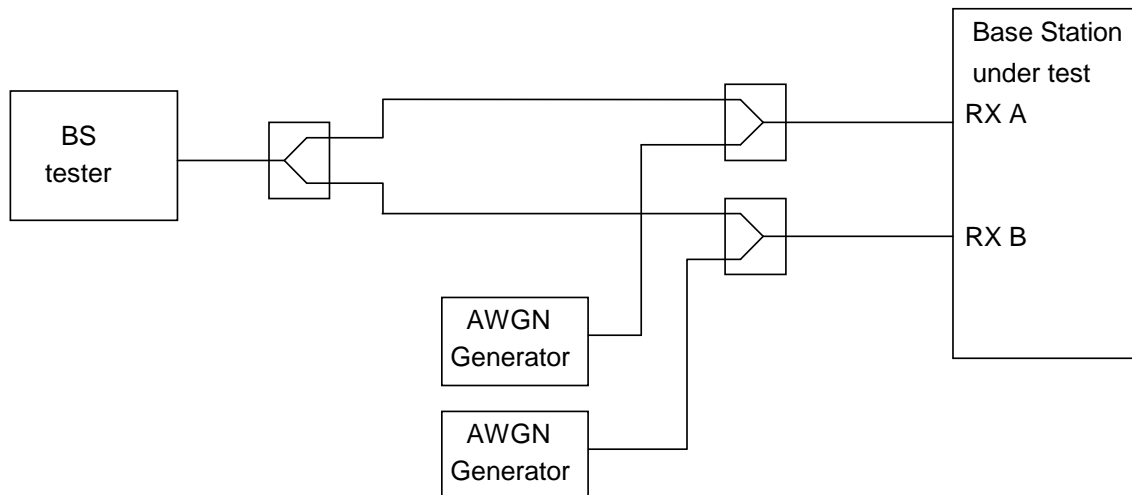 BS
tester
Base Station
under test
RX A
RX B
AWGN
Generator
AWGN
Generator